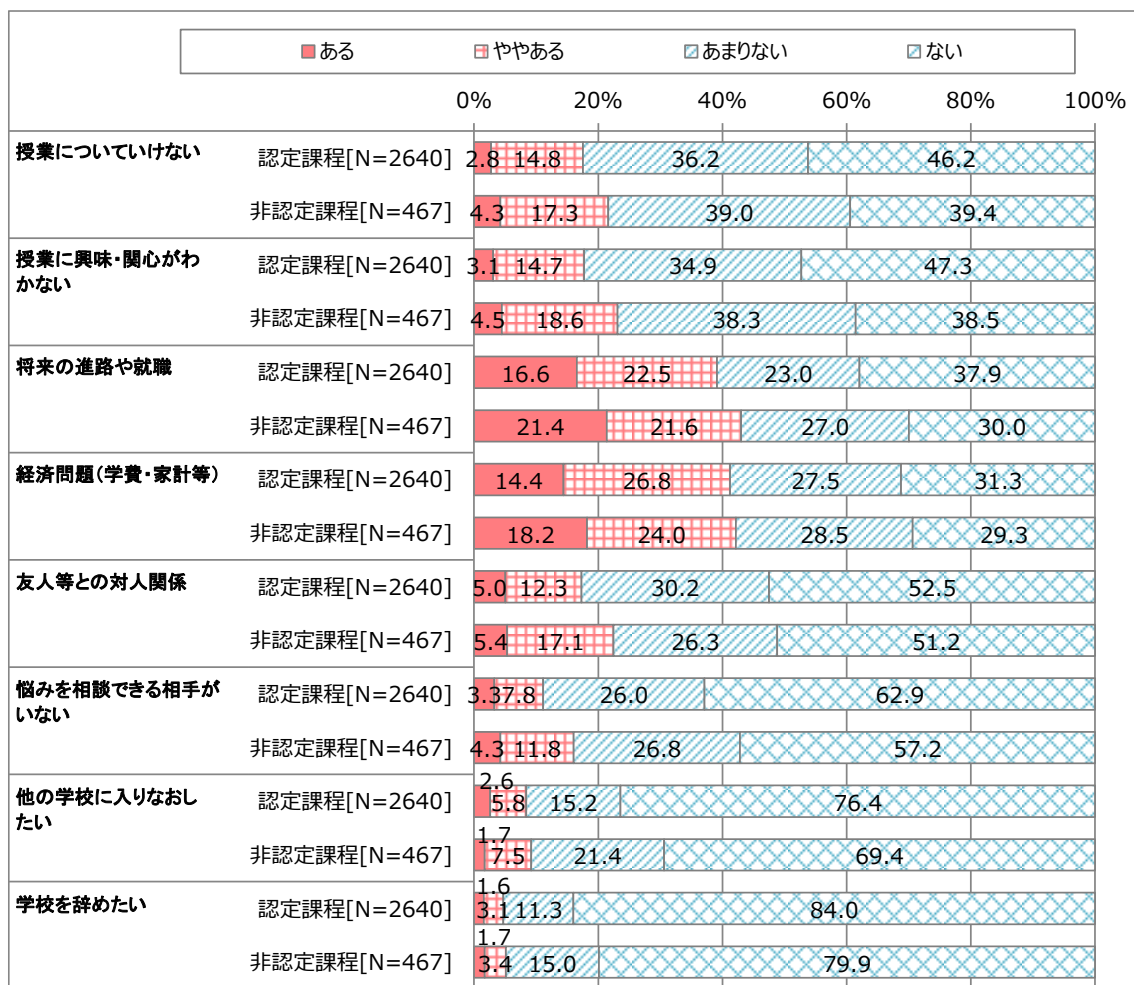 ある ややある あまりない ない
0% 20% 40% 60% 80% 100%
授業についていけない 認定課程[N=2640] 2.8 14.8 36.2 46.2
非認定課程[N=467] 4.3 17.3 39.0 39.4
授業に興味・関心がわ
かない
認定課程[N=2640] 3.1 14.7 34.9 47.3
非認定課程[N=467] 4.5 18.6 38.3 38.5
将来の進路や就職 認定課程[N=2640] 16.6 22.5 23.0 37.9
非認定課程[N=467] 21.4 21.6 27.0 30.0
経済問題(学費・家計等) 認定課程[N=2640] 14.4 26.8 27.5 31.3
非認定課程[N=467] 18.2 24.0 28.5 29.3
友人等との対人関係 認定課程[N=2640] 5.0 12.3 30.2 52.5
非認定課程[N=467] 5.4 17.1 26.3 51.2
悩みを相談できる相手が
いない
認定課程[N=2640] 3.3 7.8 26.0 62.9
非認定課程[N=467] 4.3 11.8 26.8 57.2
他の学校に入りなおし
たい
認定課程[N=2640] 2.6 5.8 15.2 76.4
非認定課程[N=467] 1.7 7.5 21.4 69.4
学校を辞めたい 認定課程[N=2640] 1.6 3.1 11.3 84.0
非認定課程[N=467] 1.7 3.4 15.0 79.9